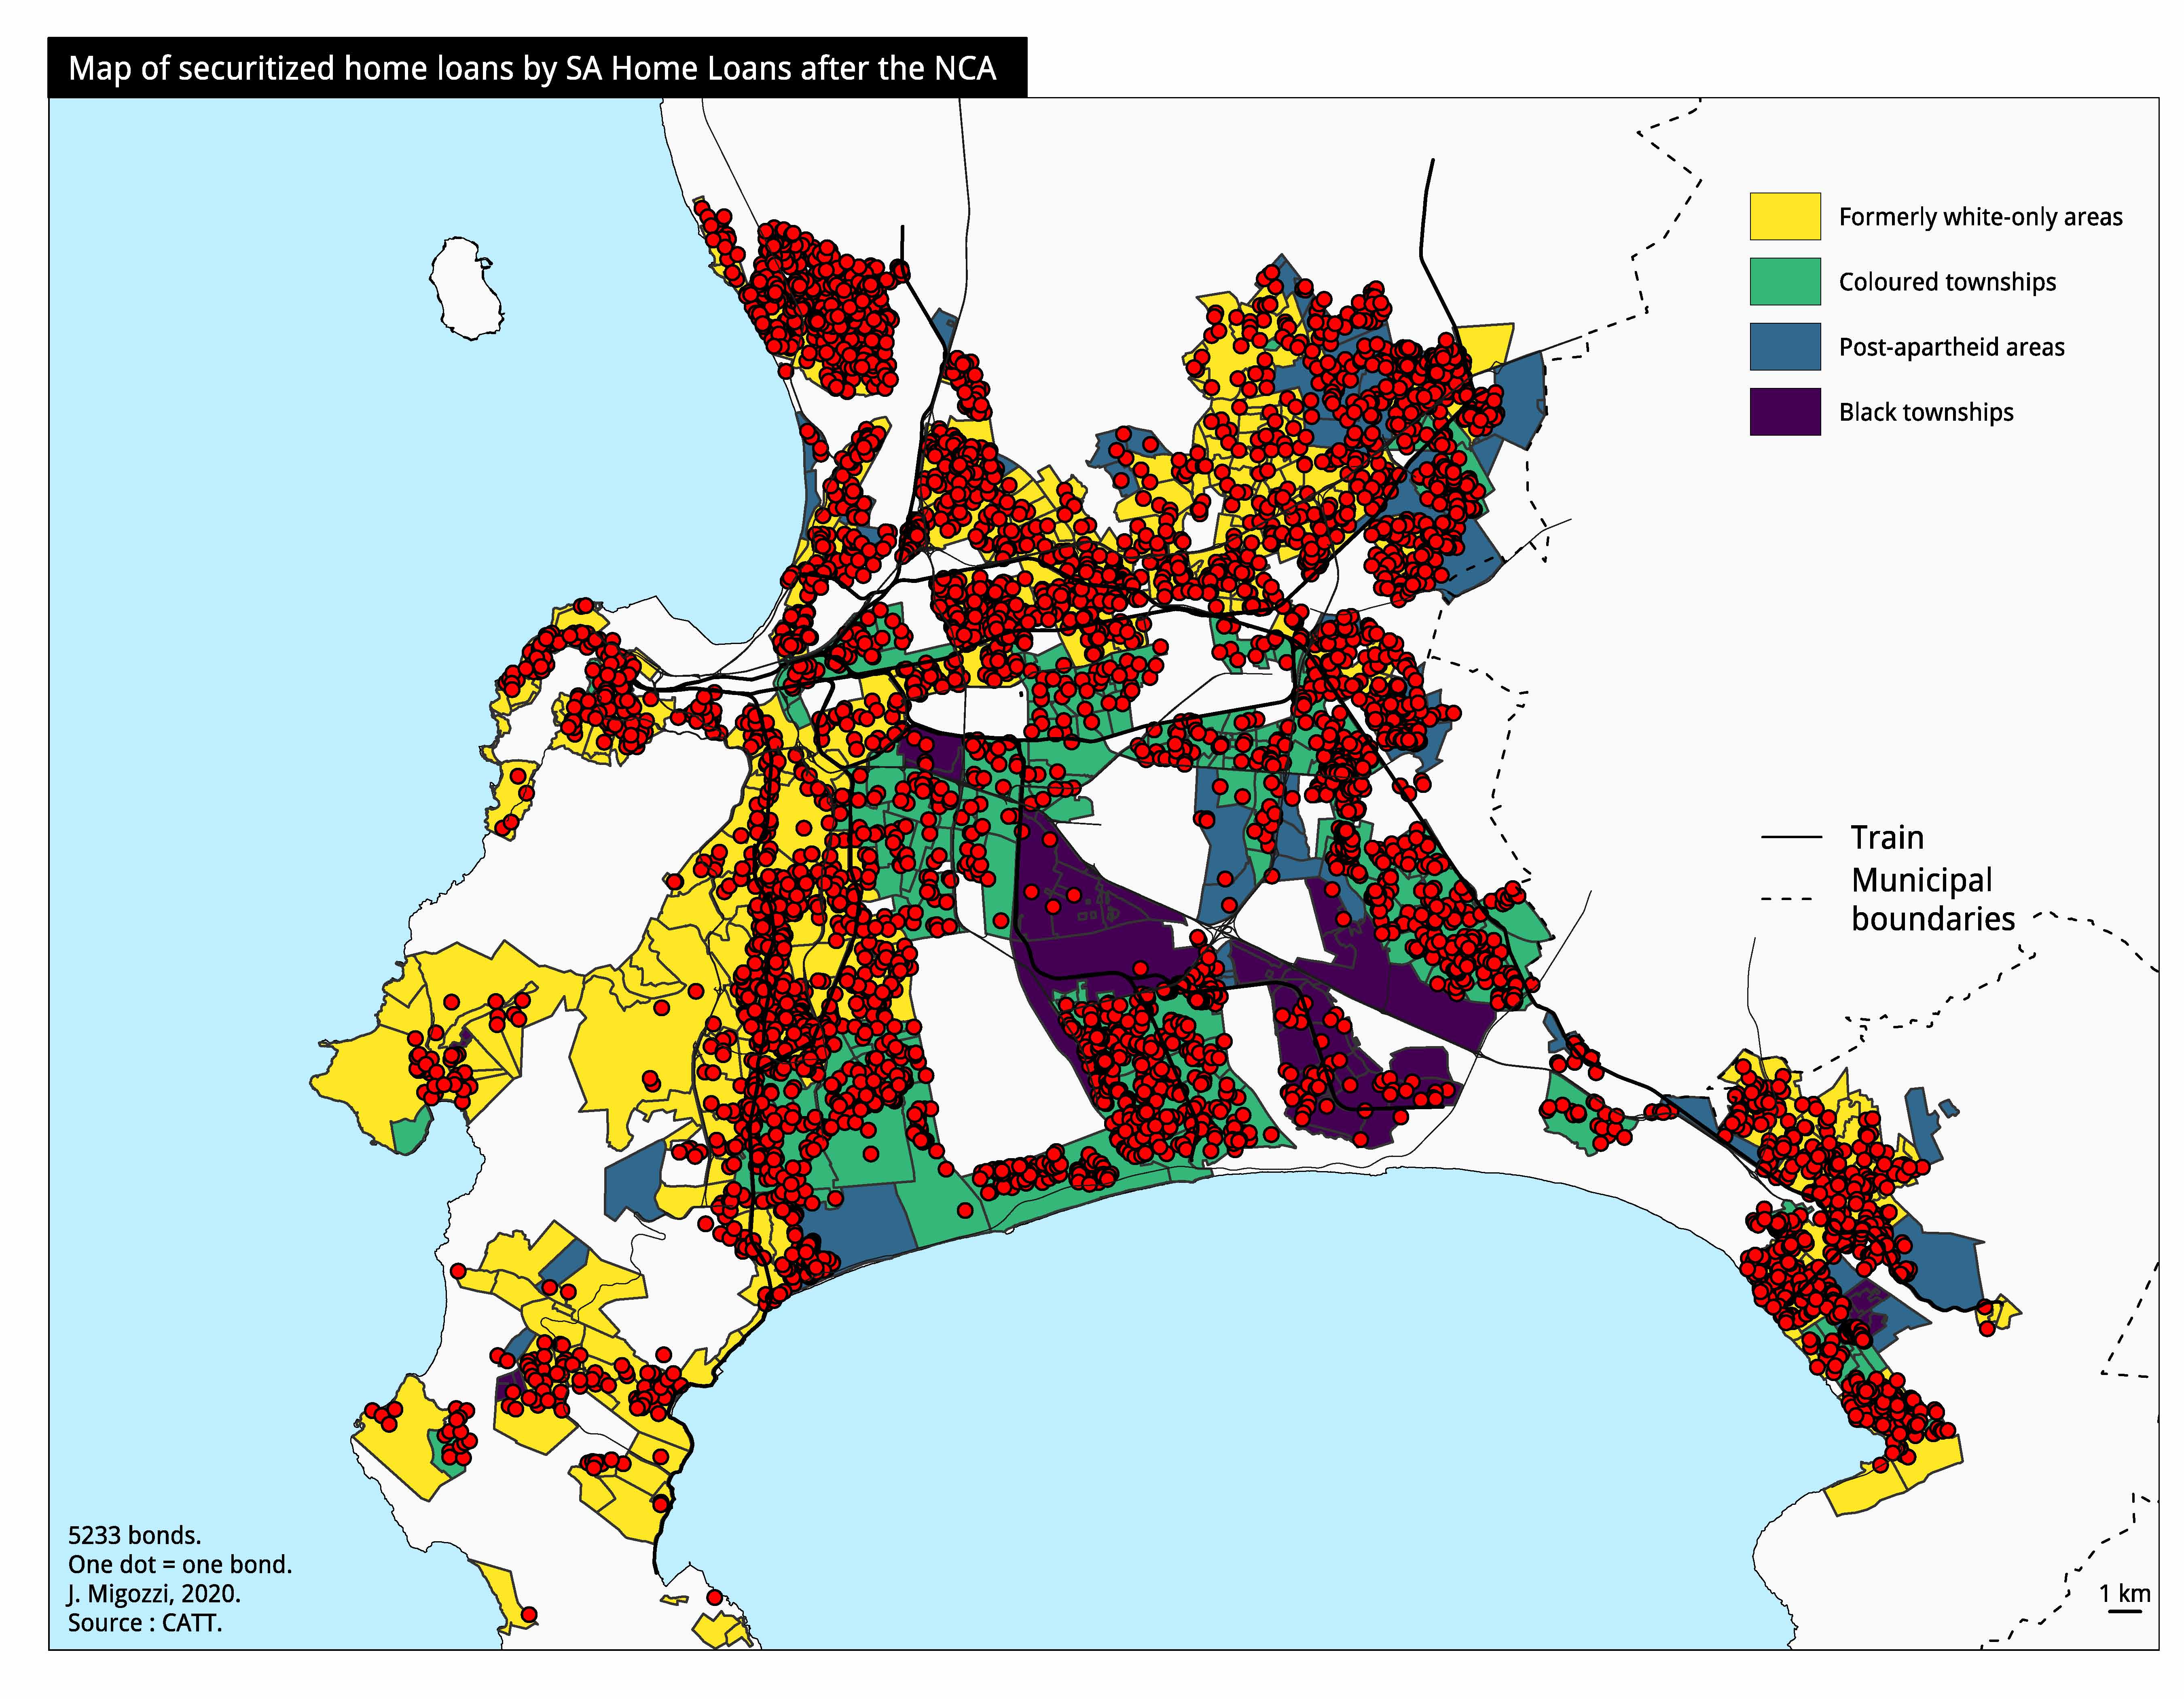 Map of securitized home loans by SA Home Loans after the NCA
Formerly white-only areas
Coloured townships
Post-apartheid areas
Black townships
Train
Municipal
boundaries
5233 bonds.
One dot = one bond.
J. Migozzi, 2020.
Source : CATT.
1 km